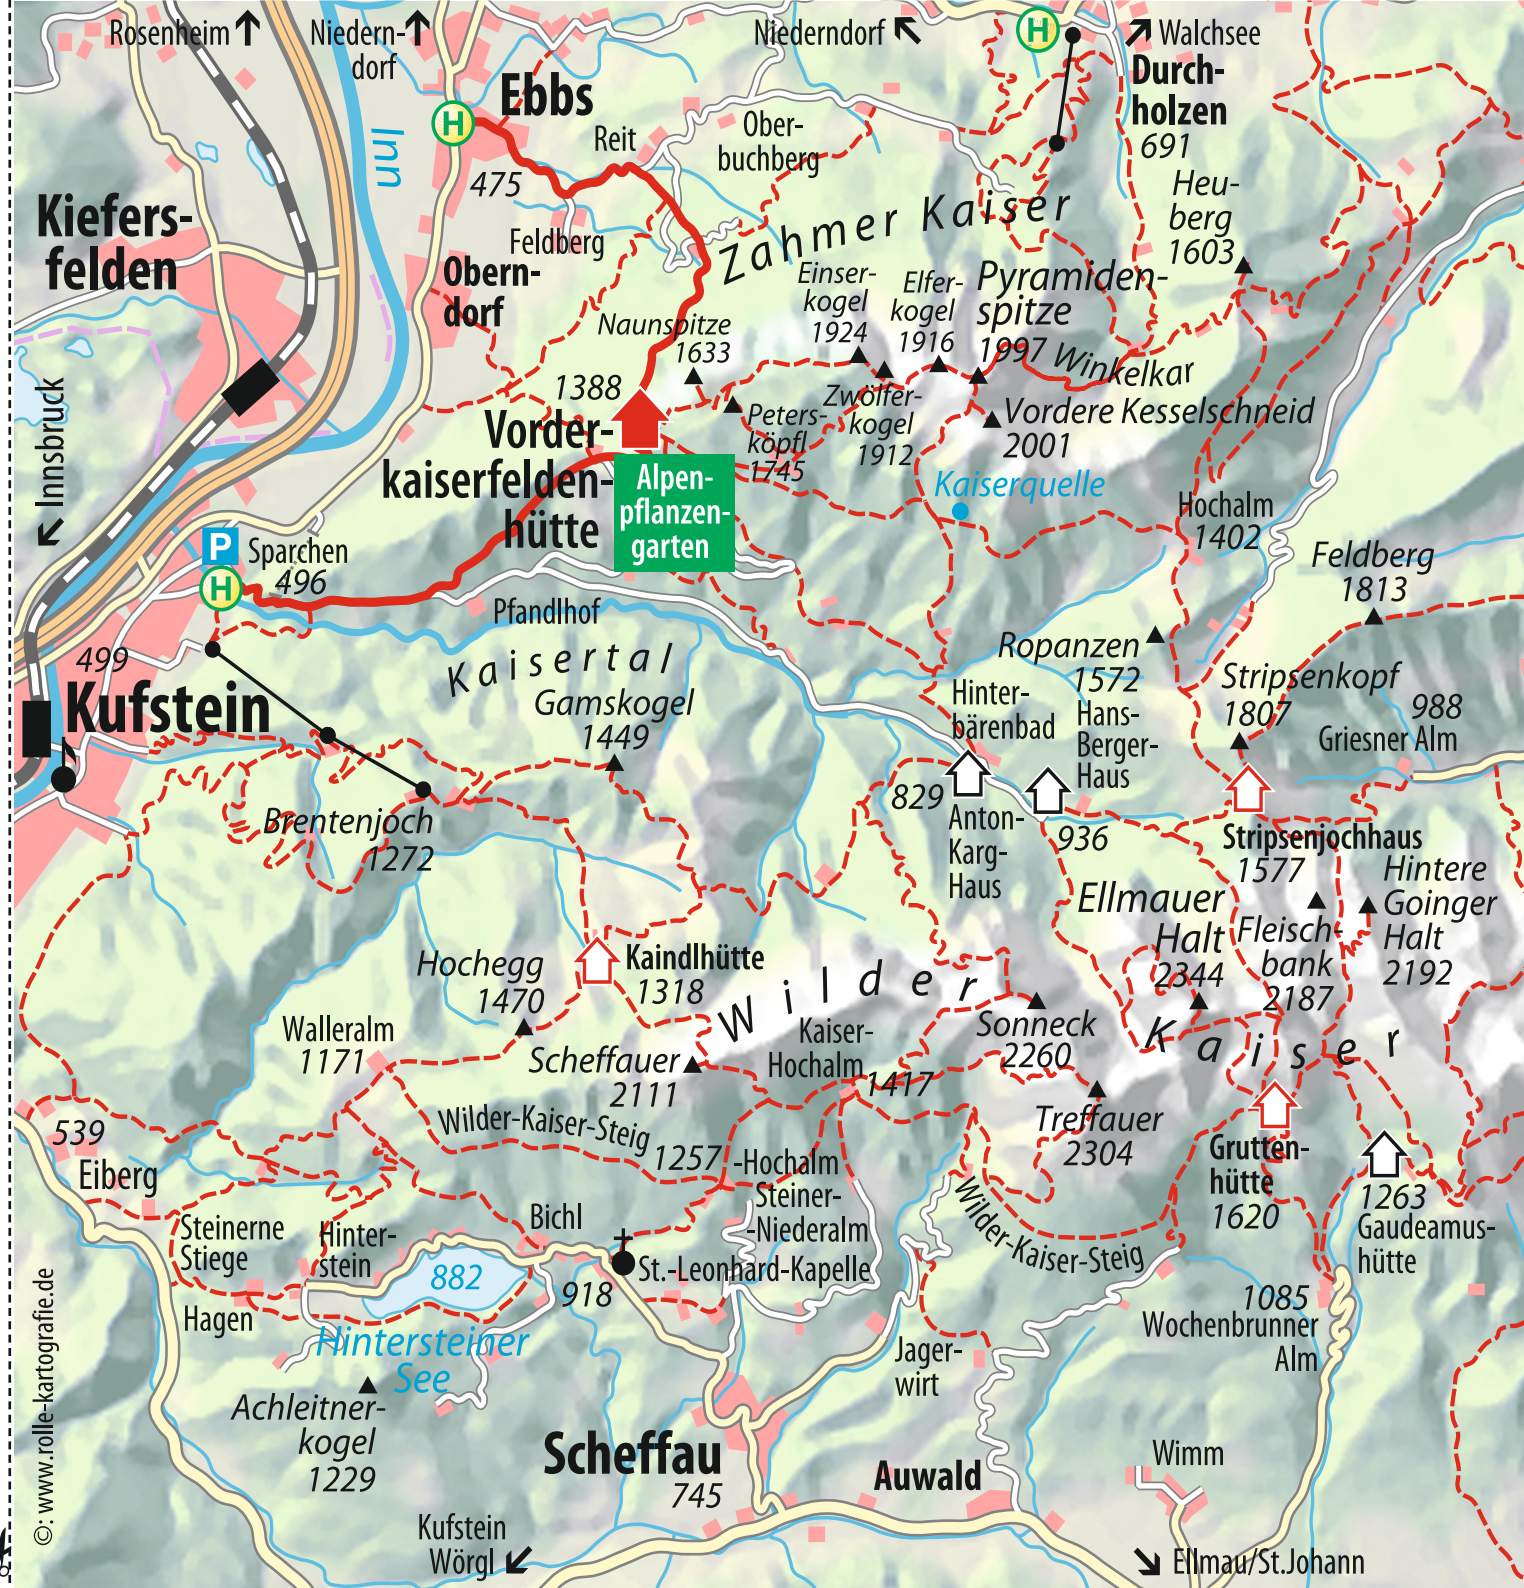 Rosenheim
Niedern-
dorf
Niederndorf
H
Walchsee
Durch-
holzen
691
Ebbs
H
475
Reit
Ober-
buchberg
Inn
Heu-
berg
1603
Kiefers-
felden
Feldberg
Obern-
dorf
Zahmer Kaiser
Einser-
kogel
1924
Elfer-
kogel
1916
Pyramiden-
spitze
1997
Winkelkar
Naunspitze
1633
1388
Vorder-
kaiserfelden-
hütte
Peters-
köpfl
1745
Zwölfer-
kogel
1912
Vordere Kesselschneid
2001
Alpen-
pflanzen-
garten
Kaiserquelle
Innsbruck
Hochalm
1402
P
Sparchen
496
H
Feldberg
1813
Pfandlhof
499
Kufstein
Kaisertal
Gamskogel
1449
Ropanzen
1572
Stripsenkopf
1807
988
Griesner Alm
Hinter-
bärenbad
Hans-
Berger-
Haus
829
Anton-
Karg-
Haus
936
Stripsenjochhaus
1577
Brentenjoch
1272
Hintere
Goinger
Halt
2192
Ellmauer
Halt
2344
Fleisch-
bank
2187
Hochegg
1470
Kaindlhütte
1318
Wilder
Kaiser
Walleralm
1171
Scheffauer
2111
Kaiser-
Hochalm
1417
Sonneck
2260
Treffauer
2304
539
Eiberg
Wilder-Kaiser-Steig
1257
-Hochalm
Steiner-
-Niederalm
Grutten-
hütte
1620
1263
Gaudeamus-
hütte
Wilder-Kaiser-Steig
Steinerne
Stiege
Hinter-
stein
Bichl
St.-Leonhard-Kapelle
882
918
Hagen
Hintersteiner
See
1085
Wochenbrunner
Alm
Jager-
wirt
Achleitner-
kogel
1229
Scheffau
745
Auwald
Wimm
Kufstein
Wörgl
Ellmau/St.Johann
©: www.rolle-kartografie.de